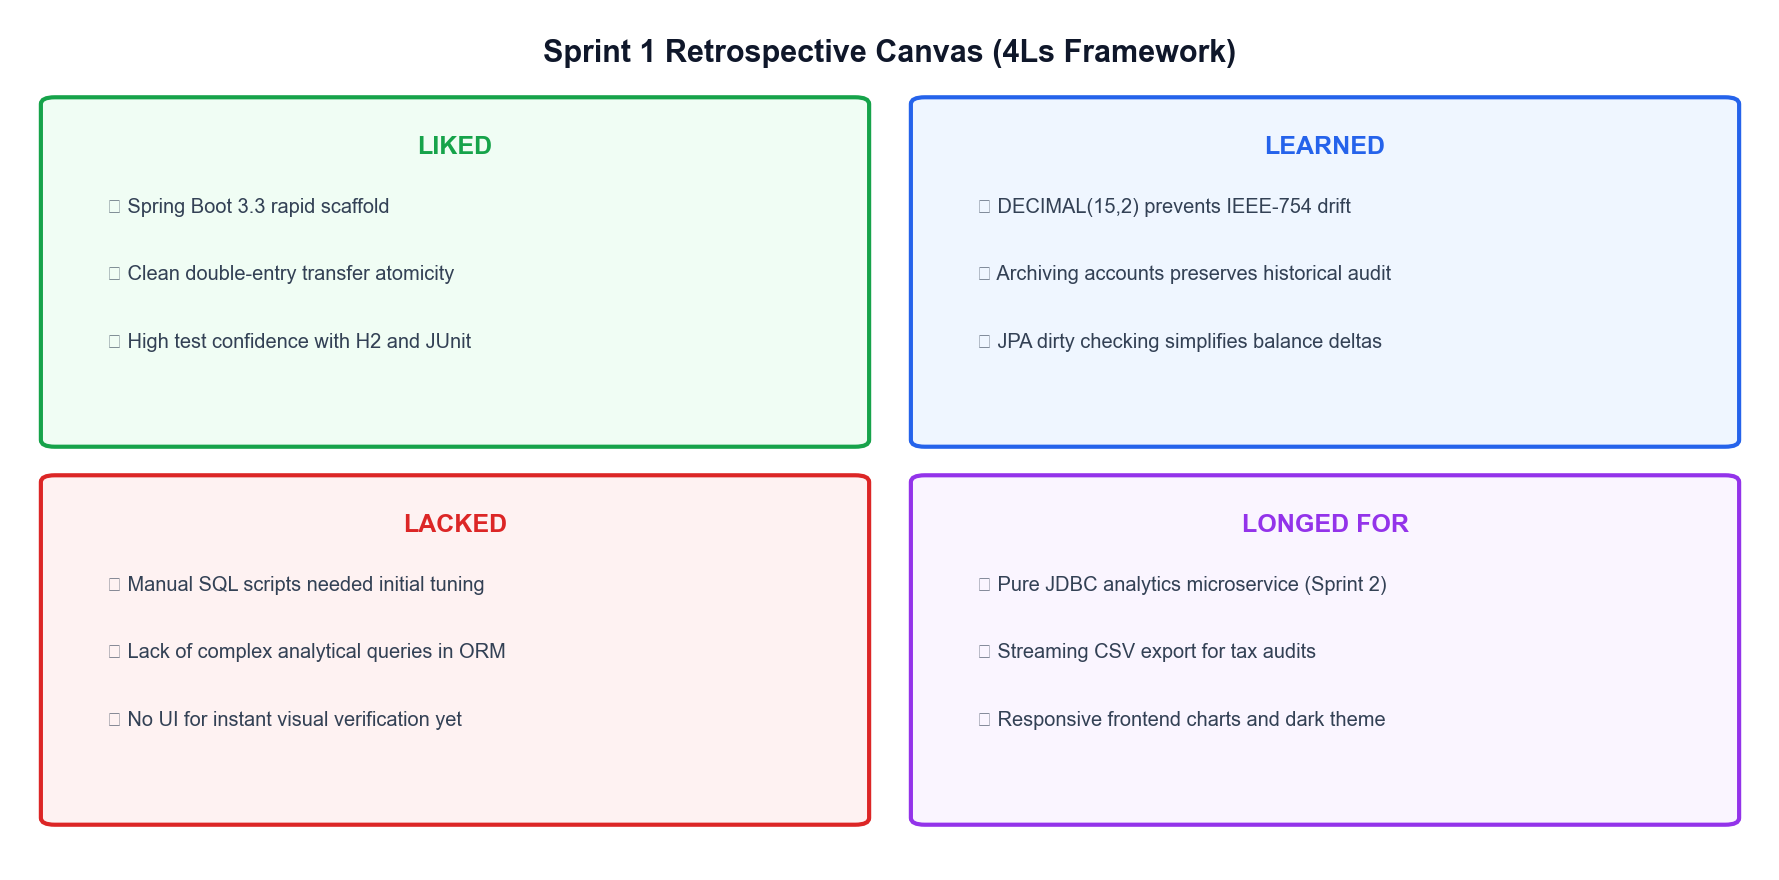 Sprint 1 Retrospective Canvas (4Ls Framework)
LIKED
□ Spring Boot 3.3 rapid scaffold
□ Clean double-entry transfer atomicity
□ High test confidence with H2 and JUnit
LEARNED
□ DECIMAL(15,2) prevents IEEE-754 drift
□ Archiving accounts preserves historical audit
□ JPA dirty checking simplifies balance deltas
LACKED
□ Manual SQL scripts needed initial tuning
□ Lack of complex analytical queries in ORM
□ No UI for instant visual verification yet
LONGED FOR
□ Pure JDBC analytics microservice (Sprint 2)
□ Streaming CSV export for tax audits
□ Responsive frontend charts and dark theme